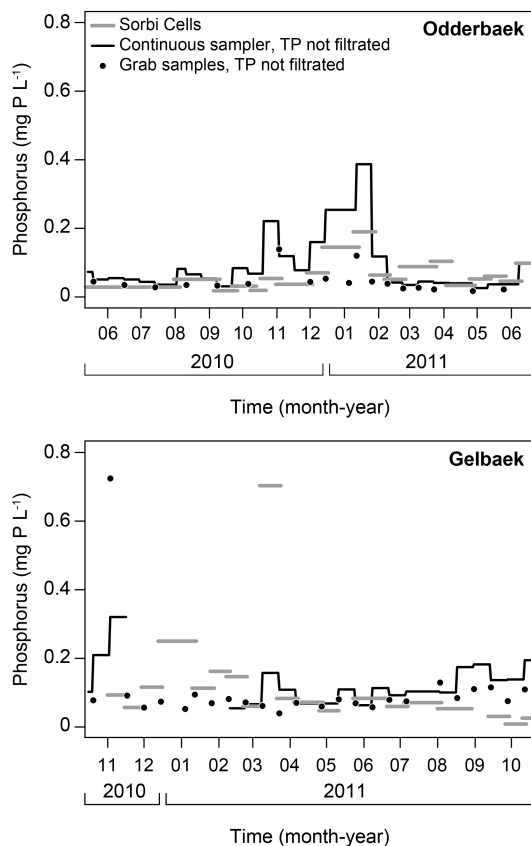 0.8
0.6
0.4
0.2
0
Phosphorus (mg P L-1)
Sorbi Cells
Continuous sampler, TP not filtrated
Grab samples, TP not filtrated
Odderbaek
06 07 08 09 10 11 12 01 02 03 04 05 06
2010 2011
Time (month-year)
0.8
0.6
0.4
0.2
0
Phosphorus (mg P L-1)
Gelbaek
11 12 01 02 03 04 05 06 07 08 09 10
2010 2011
Time (month-year)